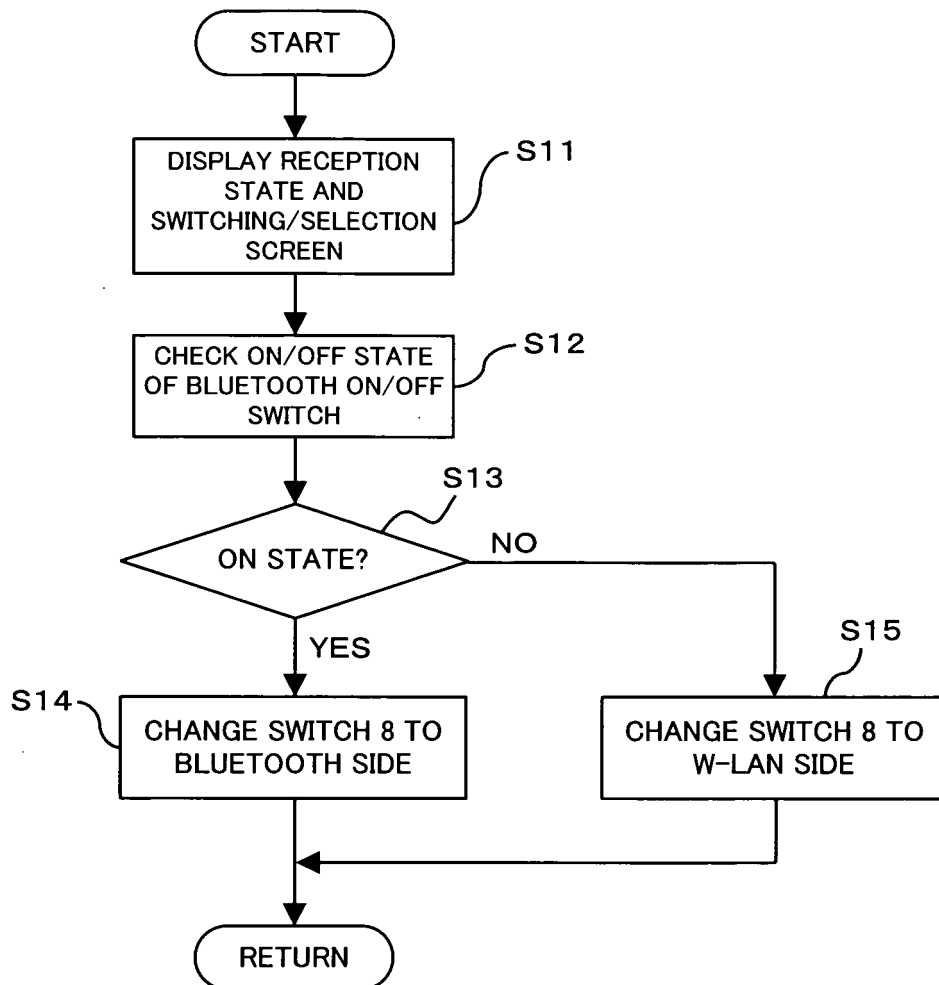 START
DISPLAY RECEPTION
STATE AND
SWITCHING/SELECTION
SCREEN
S11
CHECK ON/OFF STATE
OF BLUETOOTH ON/OFF
SWITCH
S12
S13
ON STATE?
NO
YES
S14
CHANGE SWITCH 8 TO
BLUETOOTH SIDE
S15
CHANGE SWITCH 8 TO
W-LAN SIDE
RETURN